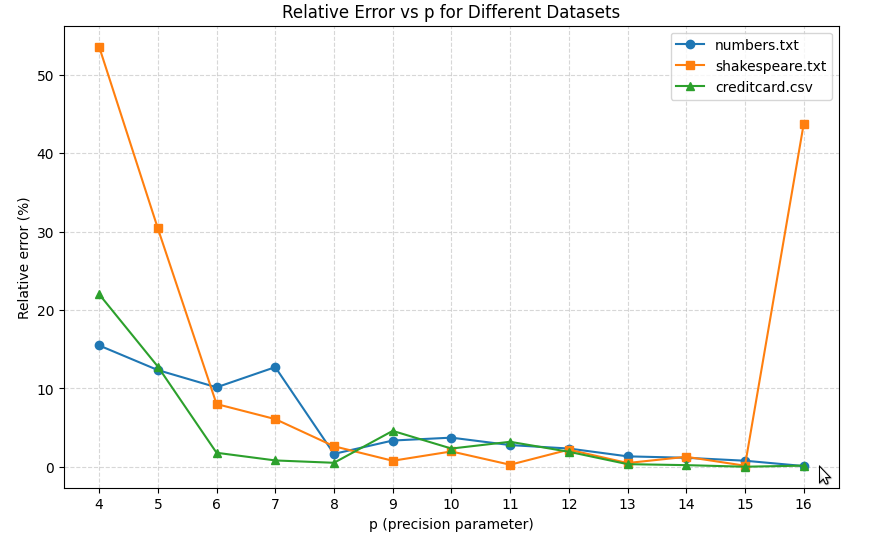 Relative Error vs p for Different Datasets
numbers.txt
shakespeare.txt
creditcard.csv
Relative error (%)
50
40
30
20
10
0
4 5 6 7 8 9 10 11 12 13 14 15 16
p (precision parameter)